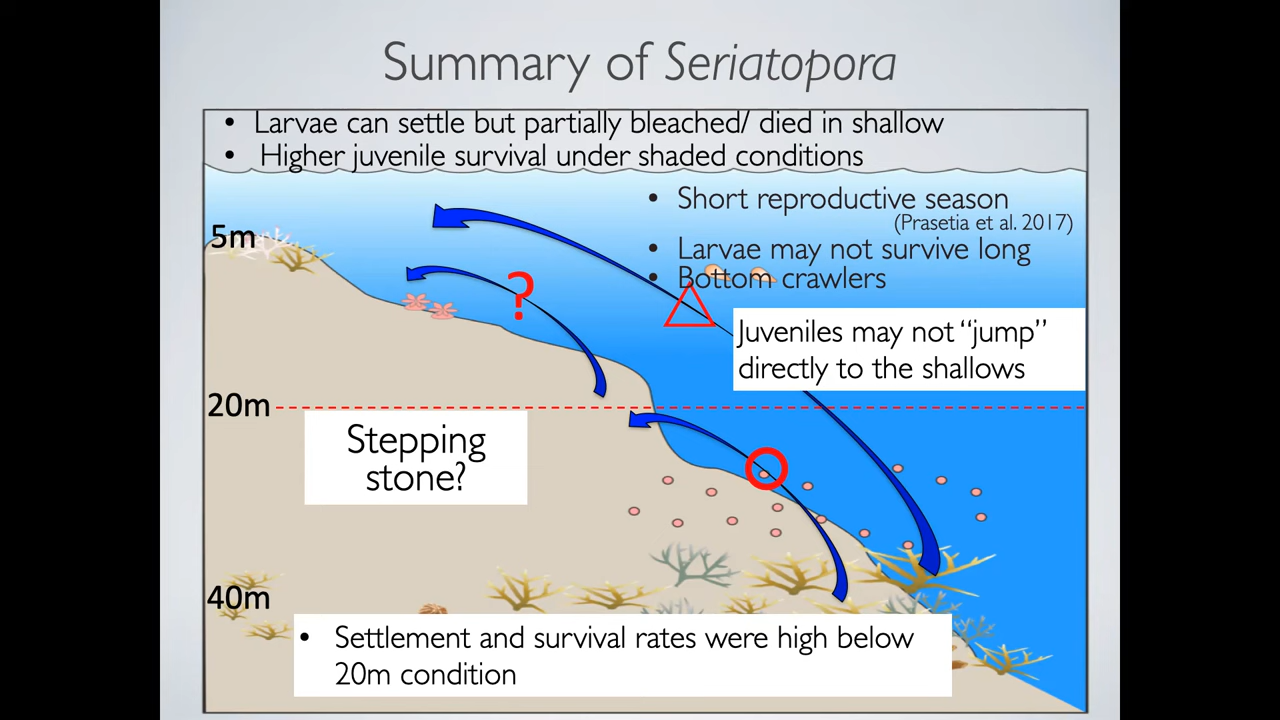 Summary of Seriatopora
• Larvae can settle but partially bleached/ died in shallow
• Higher juvenile survival under shaded conditions
• Short reproductive season
(Prasetia et al. 2017)
5m
• Larvae may not survive long
• Bottom crawlers
?
Juveniles may not “jump”
directly to the shallows
20m
Stepping
stone?
40m
• Settlement and survival rates were high below
20m condition